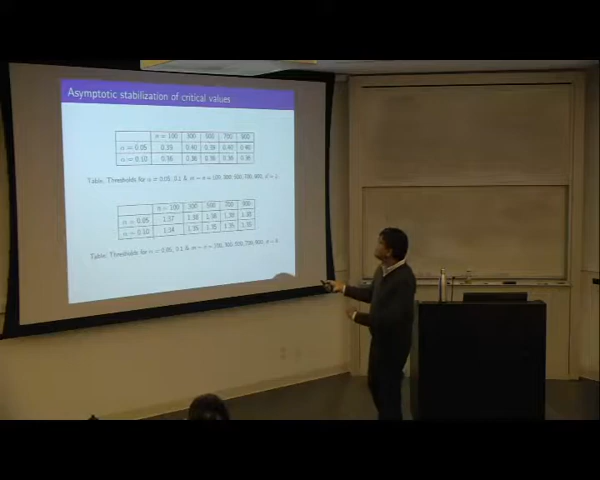 Asymptotic stabilization of critical values
n = 100 300 500 700 900
α = 0.05 0.39 0.40 0.39 0.40 0.40
α = 0.10 0.36 0.36 0.36 0.36 0.36
Table: Thresholds for α = 0.05, 0.1 & m = n = 100, 300, 500, 700, 900, d =
n = 100 300 500 700 900
α = 0.05 1.37 1.38 1.38 1.38 1.38
α = 0.10 1.34 1.35 1.35 1.35 1.35
Table: Thresholds for α = 0.05, 0.1 & m = n = 100, 300, 500, 700, 900, d =